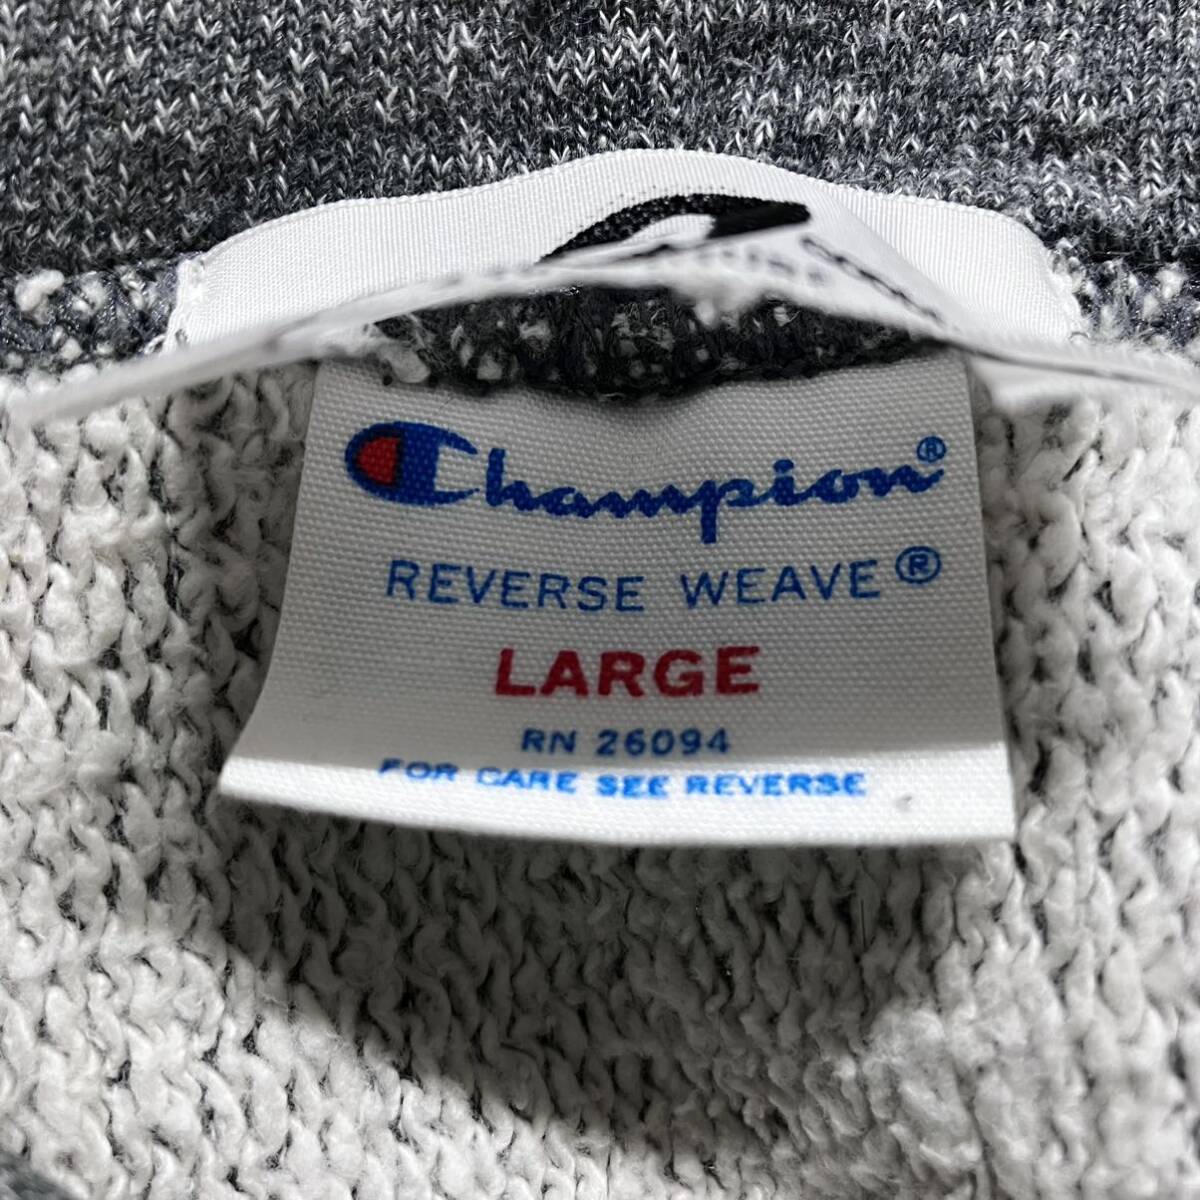 Champion®
REVERSE WEAVE®
LARGE
RN 26094
FOR CARE SEE REVERSE